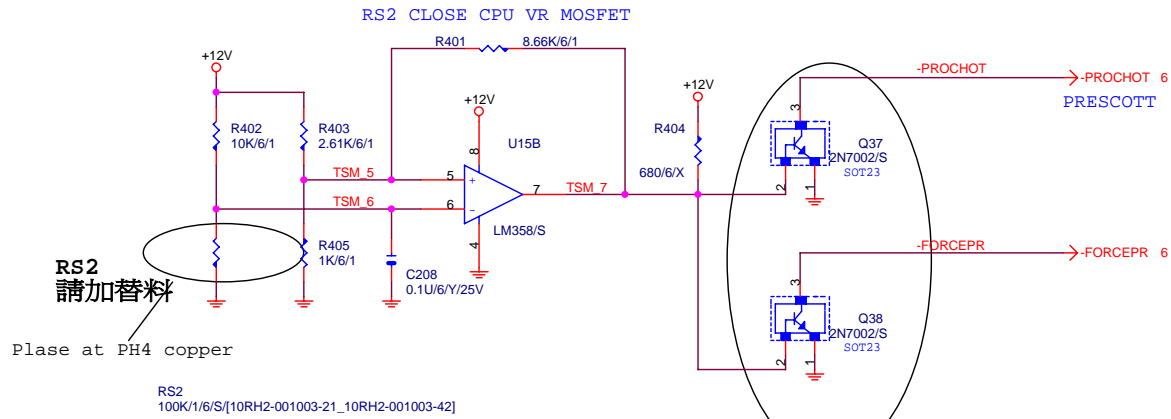 RS2 CLOSE CPU VR MOSFET
R401
8.66K/6/1
+12V
+12V
+12V
R402
10K/6/1
R403
2.61K/6/1
8
U15B
TSM_5
5
+
TSM_6
6
-
7
TSM_7
LM358/S
4
R404
680/6/X
-PROCHOT
-PROCHOT 6
PRESCOTT
3
Q37
2N7002/S
SOT23
2
1
-FORCEPR
-FORCEPR 6
3
Q38
2N7002/S
SOT23
2
1
R405
1K/6/1
C208
0.1U/6/Y/25V
RS2
請加替料
Plase at PH4 copper
RS2
100K/1/6/S/[10RH2-001003-21_10RH2-001003-42]